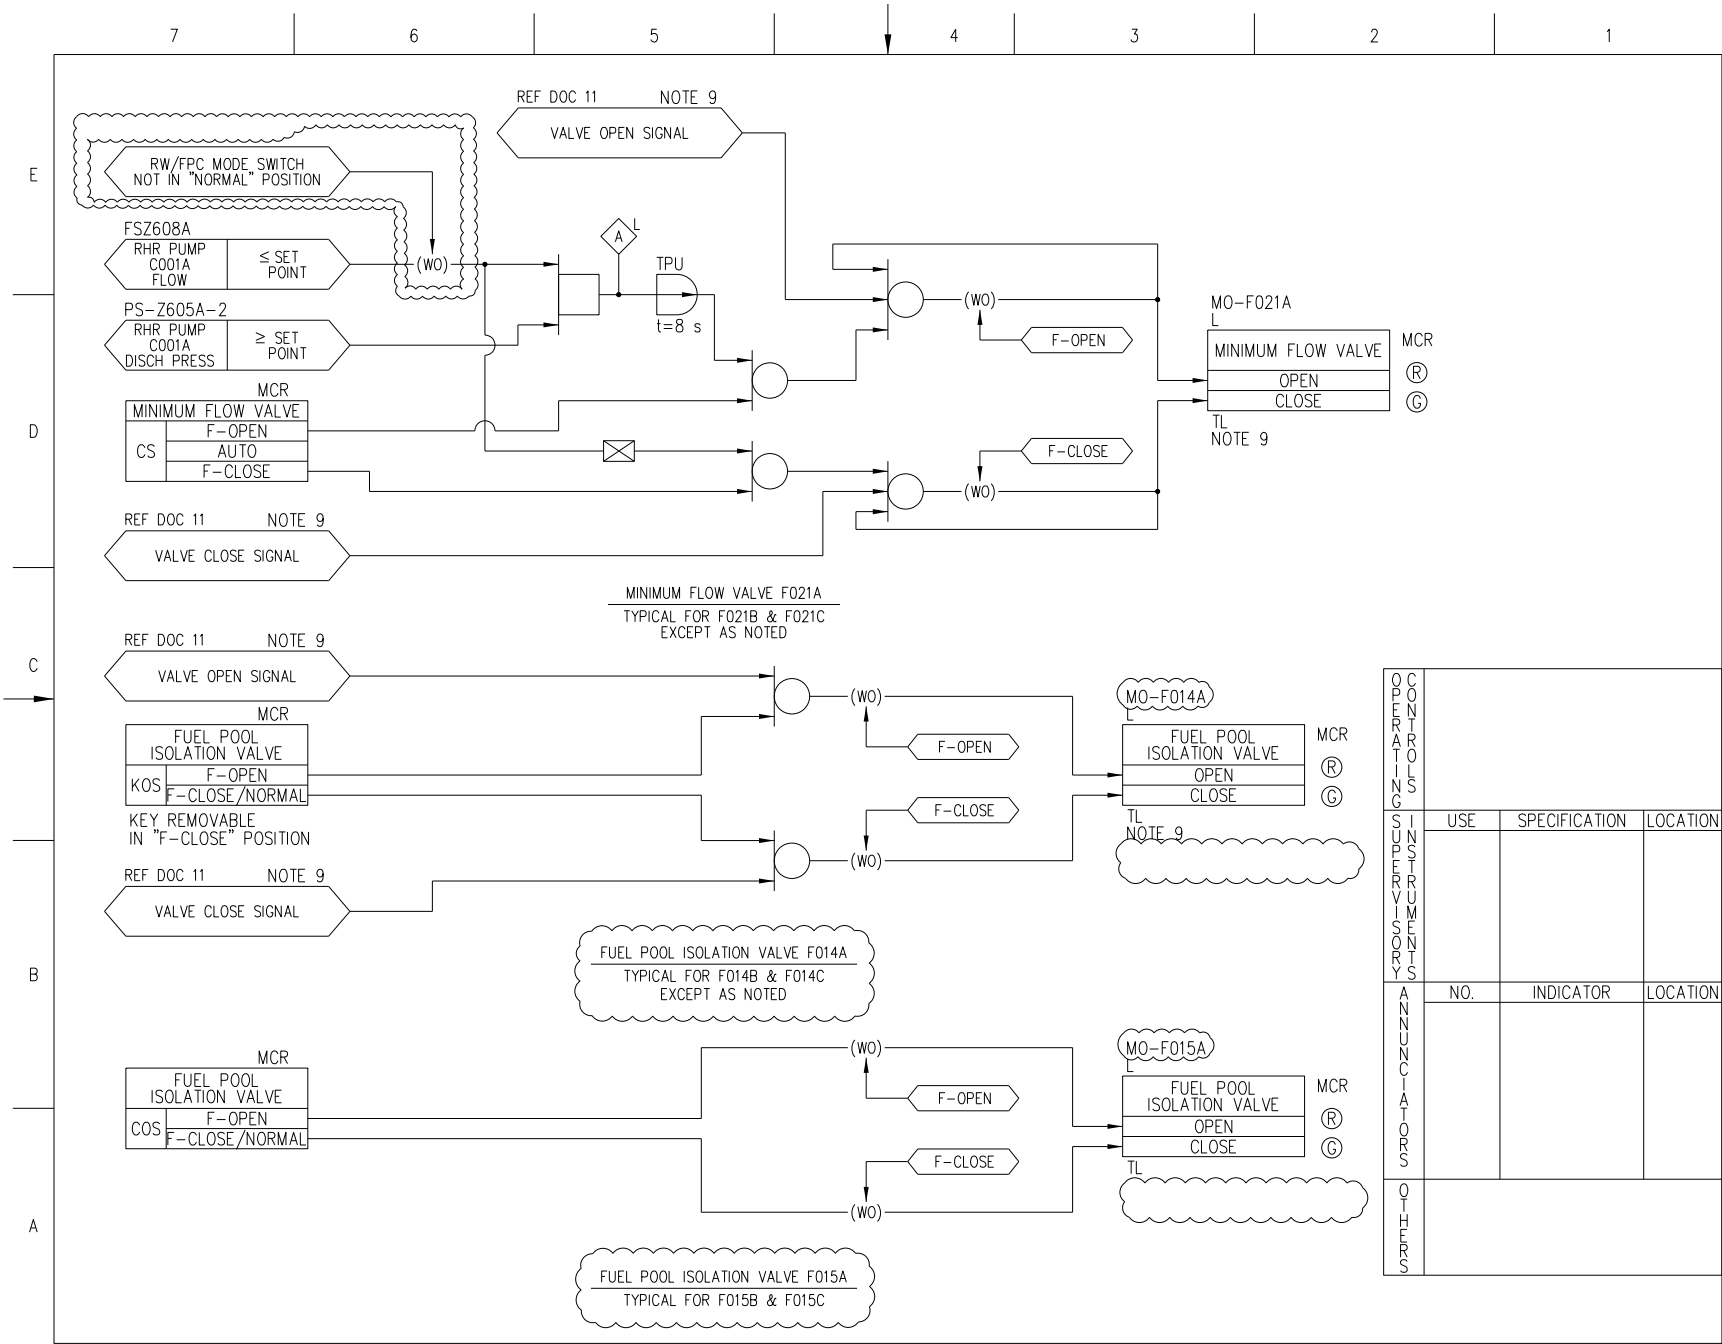 7 6 5 4 3 2 1
E
D
C
B
A
REF DOC 11 NOTE 9
VALVE OPEN SIGNAL
RW/FPC MODE SWITCH
NOT IN "NORMAL" POSITION
(WO)
FSZ608A
RHR PUMP
C001A
FLOW
≤ SET
POINT
A
L
TPU
t=8 s
PS-Z605A-2
RHR PUMP
C001A
DISCH PRESS
≥ SET
POINT
(WO)
F-OPEN
MO-F021A
L
MINIMUM FLOW VALVE
OPEN
CLOSE
MCR
R
G
TL
NOTE 9
MCR
MINIMUM FLOW VALVE
CS
F-OPEN
AUTO
F-CLOSE
F-CLOSE
(WO)
REF DOC 11 NOTE 9
VALVE CLOSE SIGNAL
MINIMUM FLOW VALVE F021A
TYPICAL FOR F021B & F021C
EXCEPT AS NOTED
REF DOC 11 NOTE 9
VALVE OPEN SIGNAL
MCR
FUEL POOL
ISOLATION VALVE
KOS
F-OPEN
F-CLOSE/NORMAL
KEY REMOVABLE
IN "F-CLOSE" POSITION
REF DOC 11 NOTE 9
VALVE CLOSE SIGNAL
(WO)
F-OPEN
F-CLOSE
(WO)
MO-F014A
L
FUEL POOL
ISOLATION VALVE
OPEN
CLOSE
MCR
R
G
TL
NOTE 9
FUEL POOL ISOLATION VALVE F014A
TYPICAL FOR F014B & F014C
EXCEPT AS NOTED
MCR
FUEL POOL
ISOLATION VALVE
COS
F-OPEN
F-CLOSE/NORMAL
(WO)
F-OPEN
F-CLOSE
(WO)
MO-F015A
L
FUEL POOL
ISOLATION VALVE
OPEN
CLOSE
MCR
R
G
TL
FUEL POOL ISOLATION VALVE F015A
TYPICAL FOR F015B & F015C
OPERATING
CONTROLS
SUPERVISORY
INSTRUMENTS
USE SPECIFICATION LOCATION
ANNUNCIATORS
NO. INDICATOR LOCATION
OTHERS